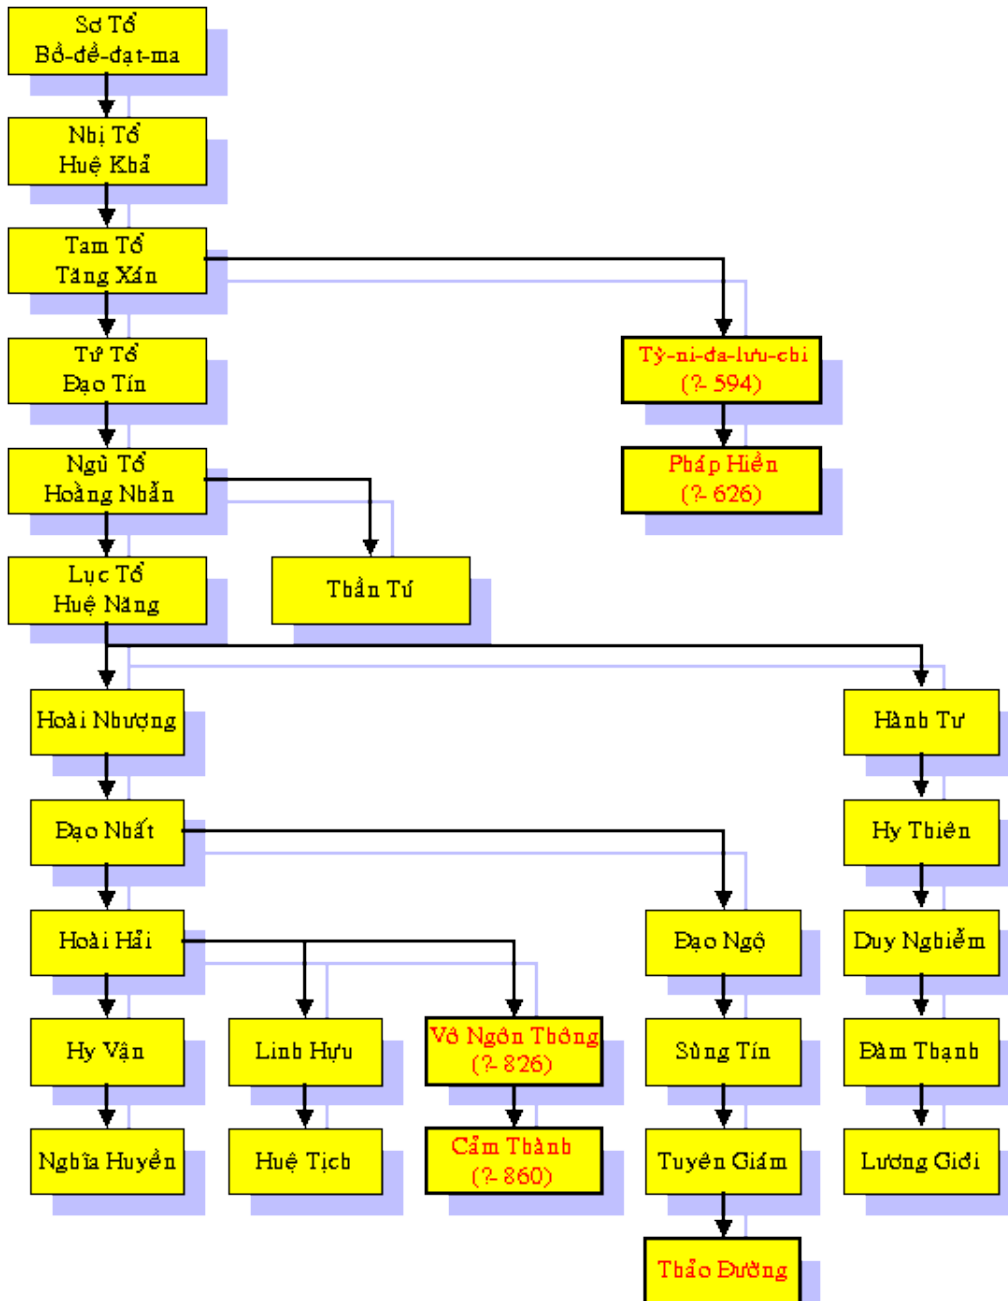 Sơ Tổ
Bồ-đề-đạt-ma
Nhị Tổ
Huệ Khả
Tam Tổ
Tăng Xán
Tứ Tổ
Đạo Tín
Tỳ-ni-đa-lưu-chi
(?- 594)
Ngũ Tổ
Hoằng Nhẫn
Pháp Hiền
(?- 626)
Lục Tổ
Huệ Năng
Thần Tú
Hoài Nhượng
Hành Tư
Đạo Nhất
Hy Thiên
Hoài Hải
Đạo Ngộ
Duy Nghiễm
Hy Vận
Linh Hựu
Vô Ngôn Thông
(?- 826)
Sùng Tín
Đàm Thạnh
Nghĩa Huyền
Huệ Tịch
Cảm Thành
(?- 860)
Tuyên Giám
Lương Giới
Thảo Đường